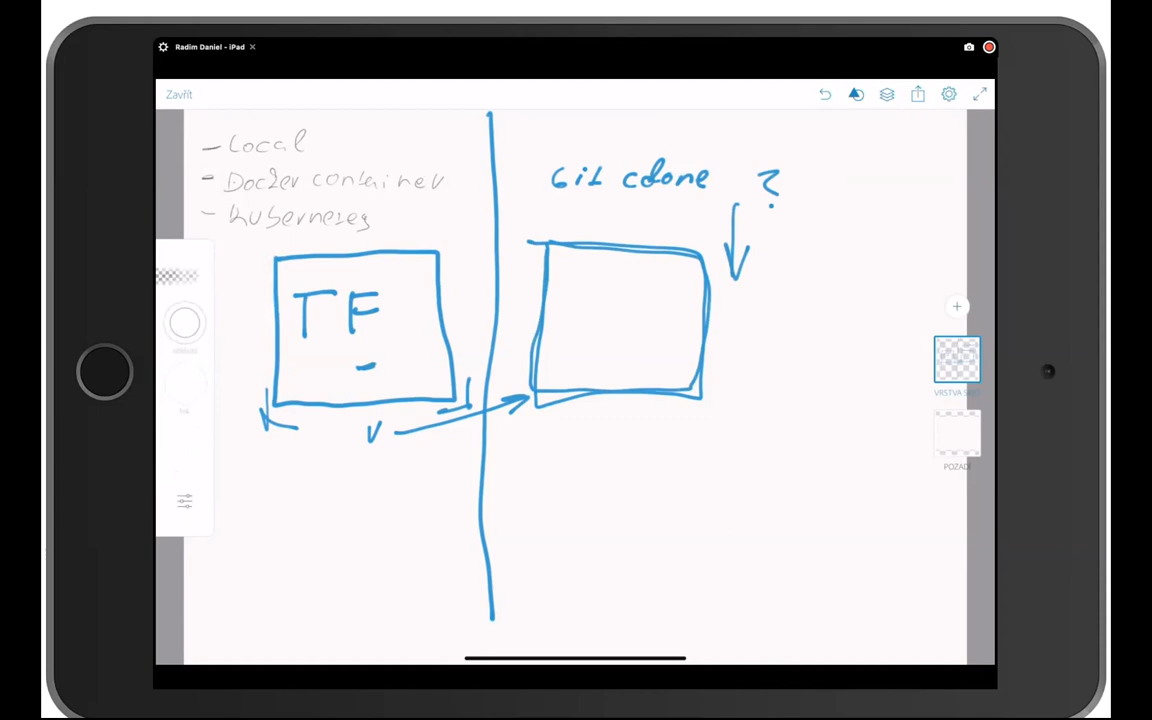 Radim Daniel - iPad
Zavřít
- Local
- Docker container
- Kubernetes
Git clone ?
TF
-
V
VRSTVA
POZADÍ